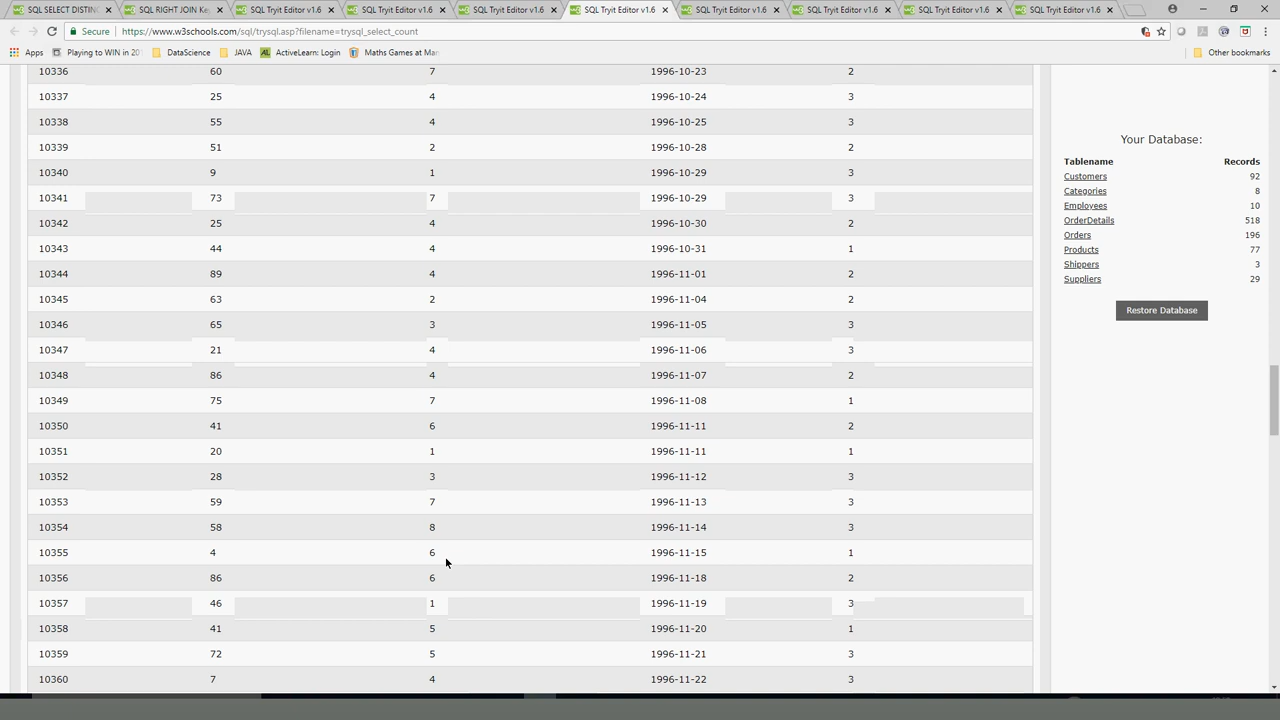 SQL SELECT DISTINC SQL RIGHT JOIN Key SQL Tryit Editor v1.6 SQL Tryit Editor v1.6 SQL Tryit Editor v1.6 SQL Tryit Editor v1.6 SQL Tryit Editor v1.6 SQL Tryit Editor v1.6 SQL Tryit Editor v1.6 SQL Tryit Editor v1.6
Secure https://www.w3schools.com/sql/trysql.asp?filename=trysql_select_count
Apps Playing to WIN in 20 DataScience JAVA AL ActiveLearn: Login Maths Games at Mar Other bookmarks
10336 60 7 1996-10-23 2
10337 25 4 1996-10-24 3
10338 55 4 1996-10-25 3
10339 51 2 1996-10-28 2
10340 9 1 1996-10-29 3
10341 73 7 1996-10-29 3
10342 25 4 1996-10-30 2
10343 44 4 1996-10-31 1
10344 89 4 1996-11-01 2
10345 63 2 1996-11-04 2
10346 65 3 1996-11-05 3
10347 21 4 1996-11-06 3
10348 86 4 1996-11-07 2
10349 75 7 1996-11-08 1
10350 41 6 1996-11-11 2
10351 20 1 1996-11-11 1
10352 28 3 1996-11-12 3
10353 59 7 1996-11-13 3
10354 58 8 1996-11-14 3
10355 4 6 1996-11-15 1
10356 86 6 1996-11-18 2
10357 46 1 1996-11-19 3
10358 41 5 1996-11-20 1
10359 72 5 1996-11-21 3
10360 7 4 1996-11-22 3
Your Database:
Tablename Records
Customers 92
Categories 8
Employees 10
OrderDetails 518
Orders 196
Products 77
Shippers 3
Suppliers 29
Restore Database